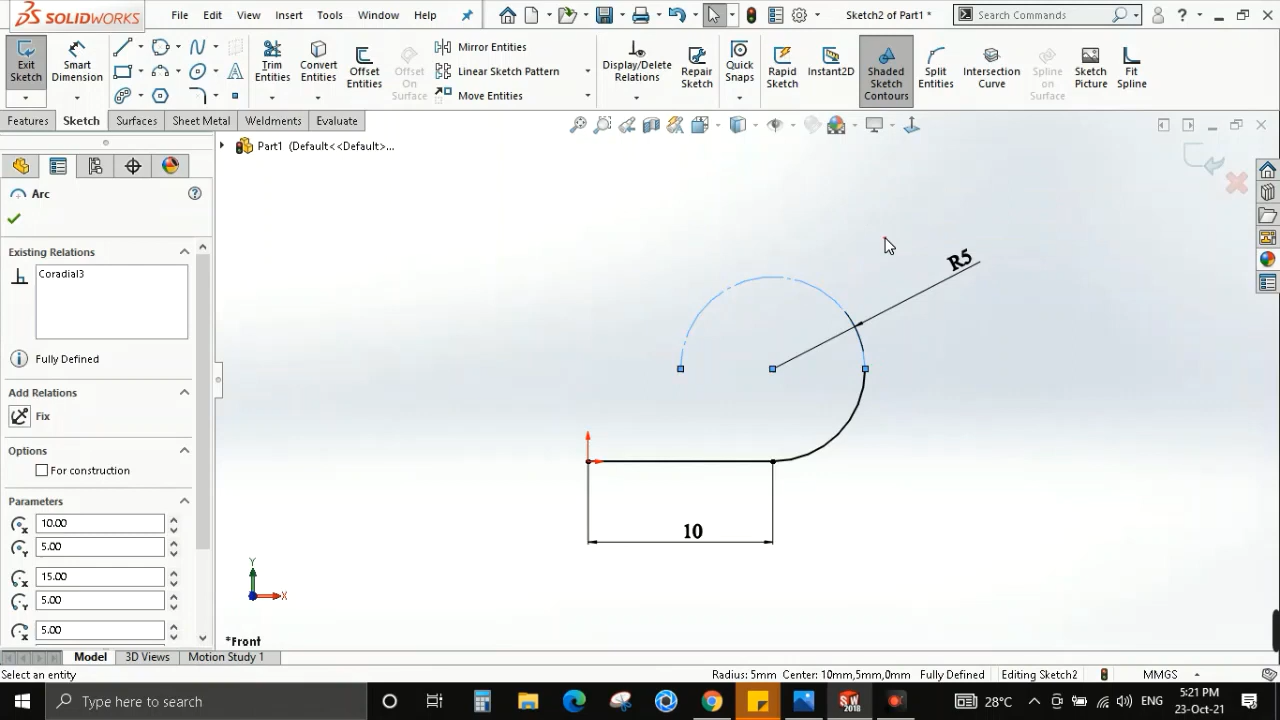 SOLIDWORKS
File Edit View Insert Tools Window Help
Sketch2 of Part1 *
Search Commands
Exit Sketch
Smart Dimension
Trim Entities
Convert Entities
Offset Entities
Offset On Surface
Mirror Entities
Linear Sketch Pattern
Move Entities
Display/Delete Relations
Repair Sketch
Quick Snaps
Rapid Sketch
Instant2D
Shaded Sketch Contours
Split Entities
Intersection Curve
Spline on Surface
Sketch Picture
Fit Spline
Features Sketch Surfaces Sheet Metal Weldments Evaluate
Part1 (Default<<Default>...
Arc
Existing Relations
Coradial3
Fully Defined
Add Relations
Fix
Options
For construction
Parameters
10.00
5.00
15.00
5.00
5.00
R5
10
Y
X
*Front
Model 3D Views Motion Study 1
Select an entity
Radius: 5mm Center: 10mm,5mm,0mm Fully Defined Editing Sketch2 MMGS
Type here to search
SW
2018
28°C
ENG
5:21 PM
23-Oct-21